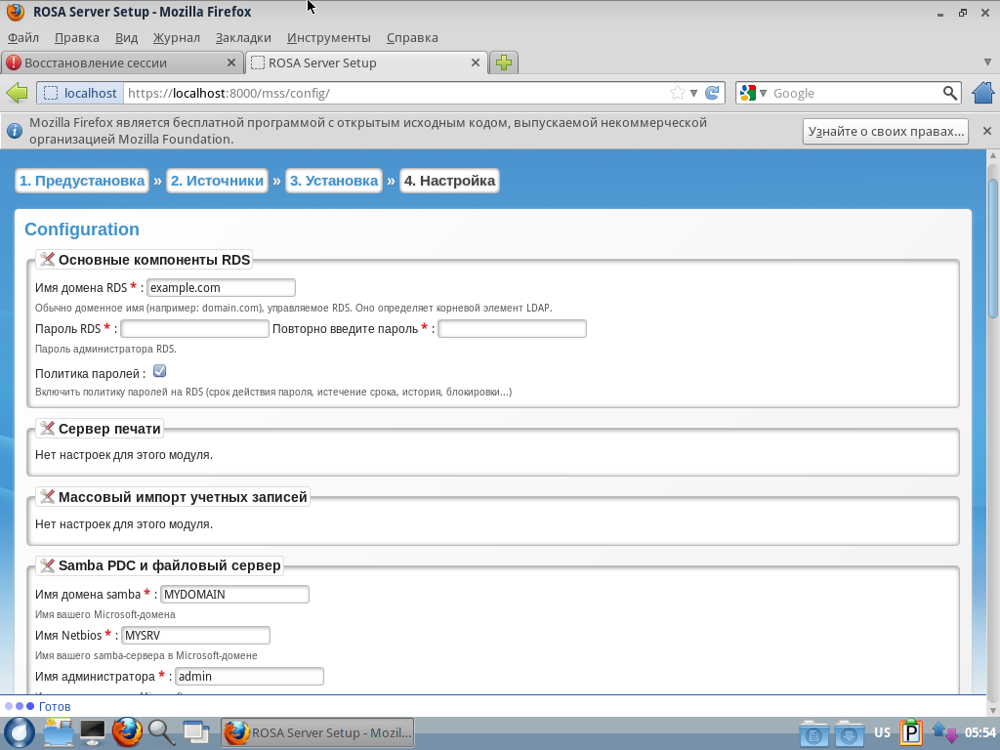 ROSA Server Setup - Mozilla Firefox
Файл Правка Вид Журнал Закладки Инструменты Справка
Восстановление сессии ROSA Server Setup
localhost https://localhost:8000/mss/config/ Google
Mozilla Firefox является бесплатной программой с открытым исходным кодом, выпускаемой некоммерческой
организацией Mozilla Foundation.
Узнайте о своих правах...
1. Предустановка » 2. Источники » 3. Установка » 4. Настройка
Configuration
Основные компоненты RDS
Имя домена RDS * : example.com
Обычно доменное имя (например: domain.com), управляемое RDS. Оно определяет корневой элемент LDAP.
Пароль RDS * : Повторно введите пароль * :
Пароль администратора RDS.
Политика паролей :
Включить политику паролей на RDS (срок действия пароля, истечение срока, история, блокировки...)
Сервер печати
Нет настроек для этого модуля.
Массовый импорт учетных записей
Нет настроек для этого модуля.
Samba PDC и файловый сервер
Имя домена samba * : MYDOMAIN
Имя вашего Microsoft-домена
Имя Netbios * : MYSRV
Имя вашего samba-сервера в Microsoft-домене
Имя администратора * : admin
Готов
ROSA Server Setup - Mozil...
US
P
05:54